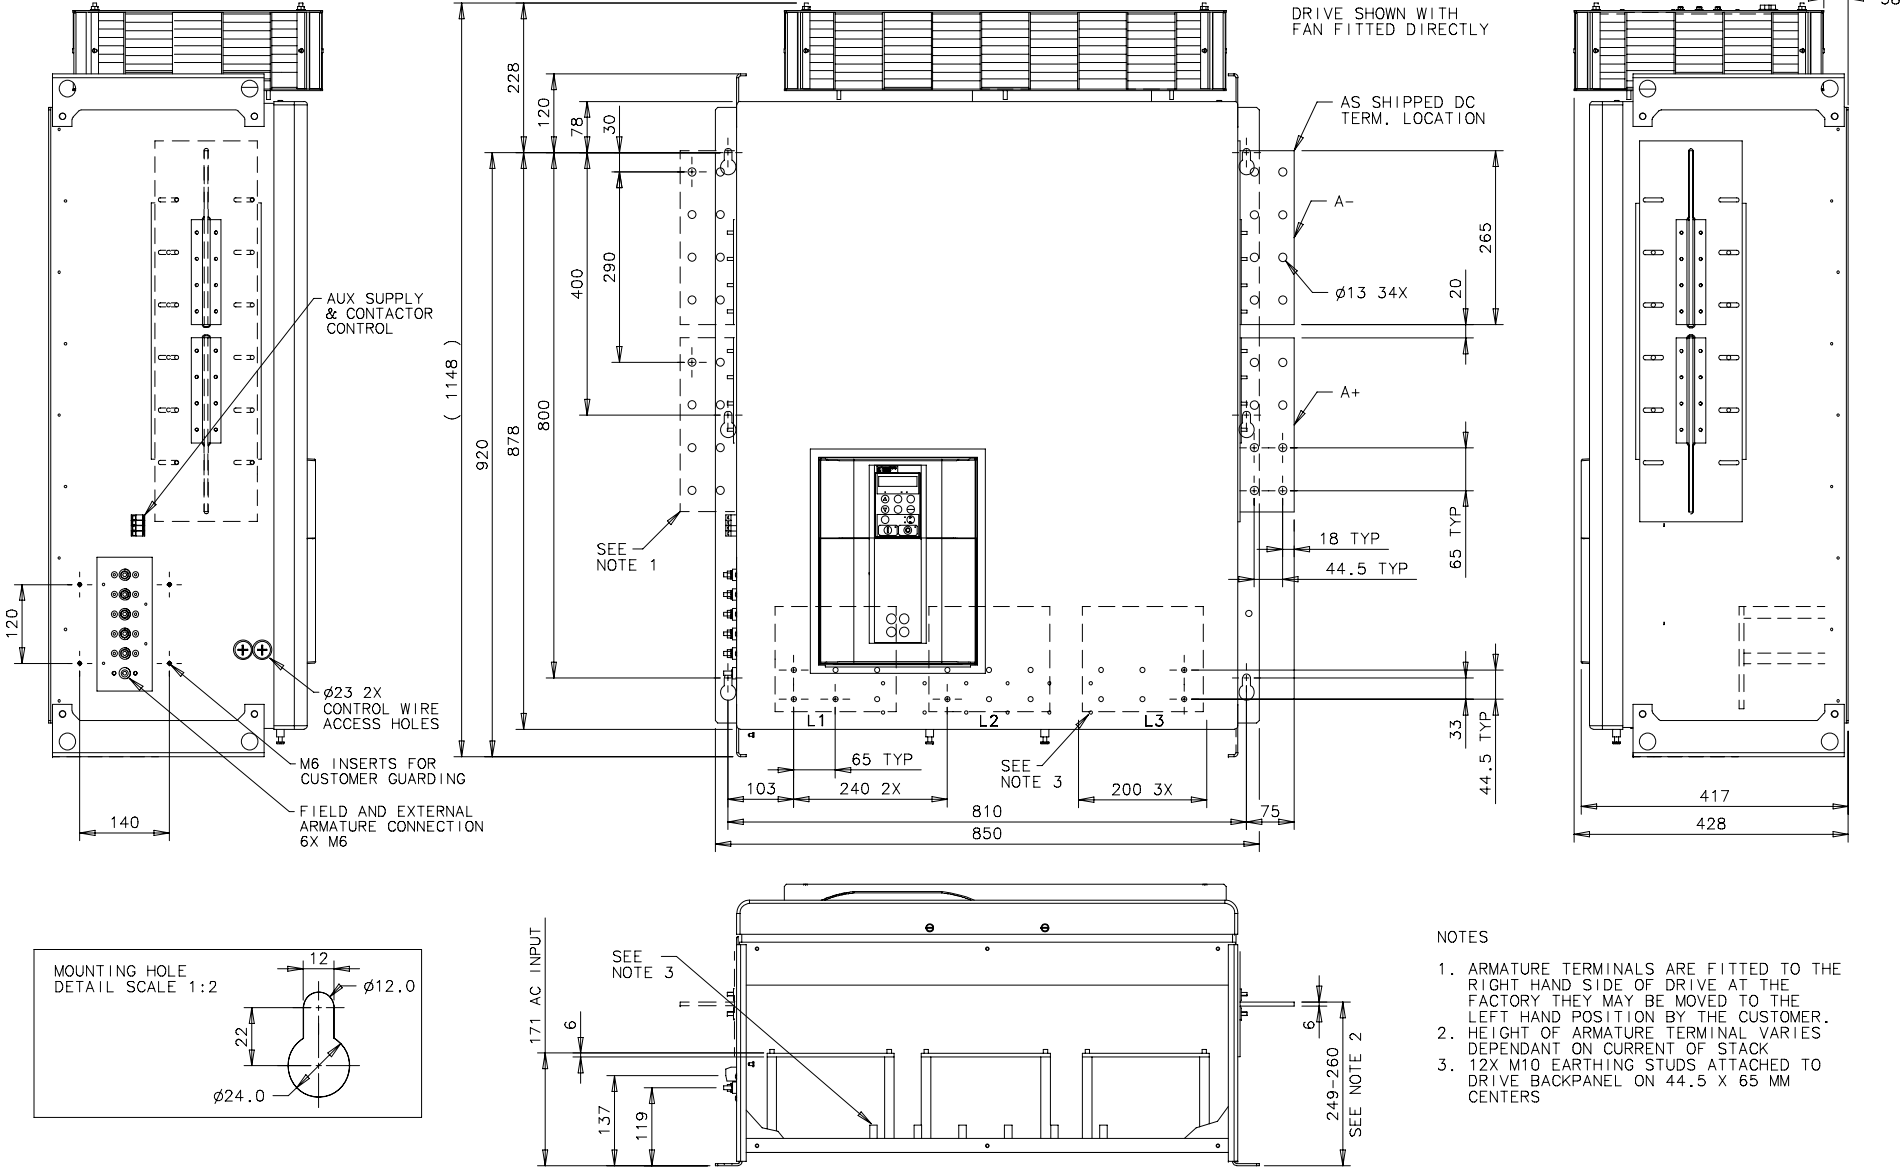 DRIVE SHOWN WITH
FAN FITTED DIRECTLY
228
120
78
30
AS SHIPPED DC
TERM. LOCATION
A-
265
290
400
20
ø13 34X
AUX SUPPLY
& CONTACTOR
CONTROL
( 1148 )
920
878
800
A+
SEE
NOTE 1
65 TYP
18 TYP
44.5 TYP
120
ø23 2X
CONTROL WIRE
ACCESS HOLES
M6 INSERTS FOR
CUSTOMER GUARDING
FIELD AND EXTERNAL
ARMATURE CONNECTION
6X M6
140
L1
L2
L3
33
44.5 TYP
65 TYP
SEE
NOTE 3
103
240 2X
200 3X
810
75
850
417
428
MOUNTING HOLE
DETAIL SCALE 1:2
12
ø12.0
22
ø24.0
171 AC INPUT
6
137
119
SEE
NOTE 3
6
249-260
SEE NOTE 2
NOTES
1. ARMATURE TERMINALS ARE FITTED TO THE
RIGHT HAND SIDE OF DRIVE AT THE
FACTORY THEY MAY BE MOVED TO THE
LEFT HAND POSITION BY THE CUSTOMER.
2. HEIGHT OF ARMATURE TERMINAL VARIES
DEPENDANT ON CURRENT OF STACK
3. 12X M10 EARTHING STUDS ATTACHED TO
DRIVE BACKPANEL ON 44.5 X 65 MM
CENTERS